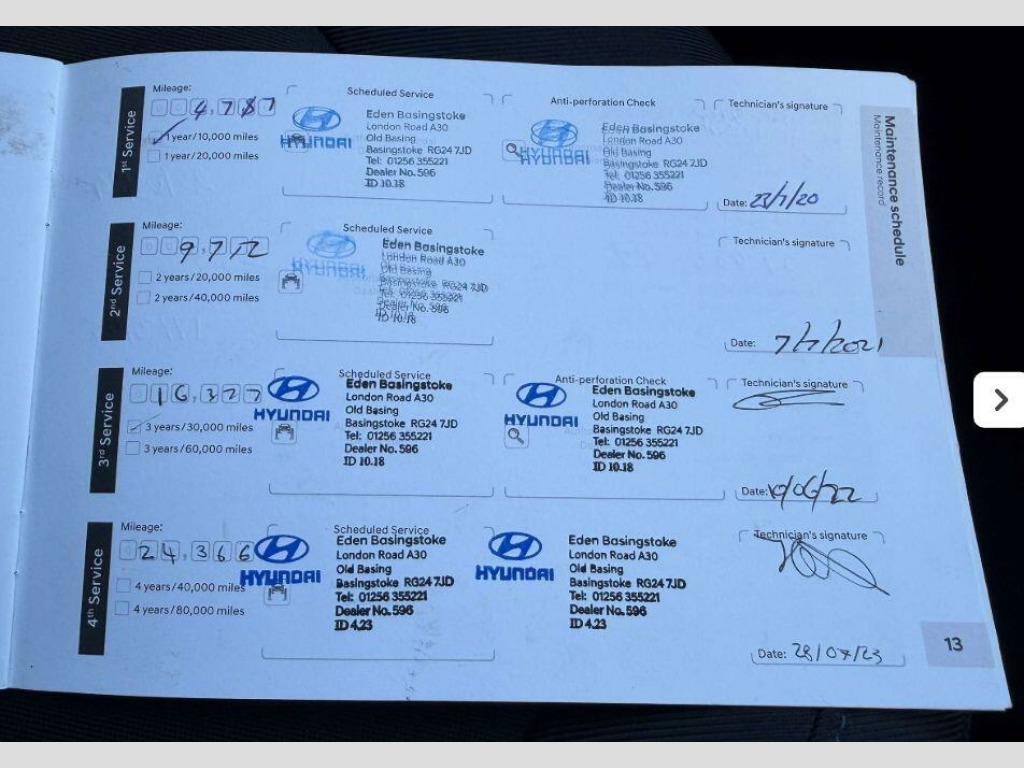 Maintenance schedule
Maintenance record
1st Service
Mileage:
4,787
1 year/10,000 miles
1 year/20,000 miles
Scheduled Service
HYUNDAI
Eden Basingstoke
London Road A30
Old Basing
Basingstoke RG24 7JD
Tel: 01256 355221
Dealer No. 596
ID 10.18
Anti-perforation Check
HYUNDAI
Eden Basingstoke
London Road A30
Old Basing
Basingstoke RG24 7JD
Tel: 01256 355221
Dealer No. 596
ID 10.18
Technician's signature
Date: 23/7/20
2nd Service
Mileage:
9,772
2 years/20,000 miles
2 years/40,000 miles
Scheduled Service
HYUNDAI
Eden Basingstoke
London Road A30
Old Basing
Basingstoke RG24 7JD
Tel: 01256 355221
Dealer No. 596
ID 10.18
Technician's signature
Date: 7/7/2021
3rd Service
Mileage:
16,327
3 years/30,000 miles
3 years/60,000 miles
Scheduled Service
HYUNDAI
Eden Basingstoke
London Road A30
Old Basing
Basingstoke RG24 7JD
Tel: 01256 355221
Dealer No. 596
ID 10.18
Anti-perforation Check
HYUNDAI
Eden Basingstoke
London Road A30
Old Basing
Basingstoke RG24 7JD
Tel: 01256 355221
Dealer No. 596
ID 10.18
Technician's signature
Date: 10/06/22
4th Service
Mileage:
24,366
4 years/40,000 miles
4 years/80,000 miles
Scheduled Service
HYUNDAI
Eden Basingstoke
London Road A30
Old Basing
Basingstoke RG24 7JD
Tel: 01256 355221
Dealer No. 596
ID 4.23
HYUNDAI
Eden Basingstoke
London Road A30
Old Basing
Basingstoke RG24 7JD
Tel: 01256 355221
Dealer No. 596
ID 4.23
Technician's signature
Date: 28/07/23
13